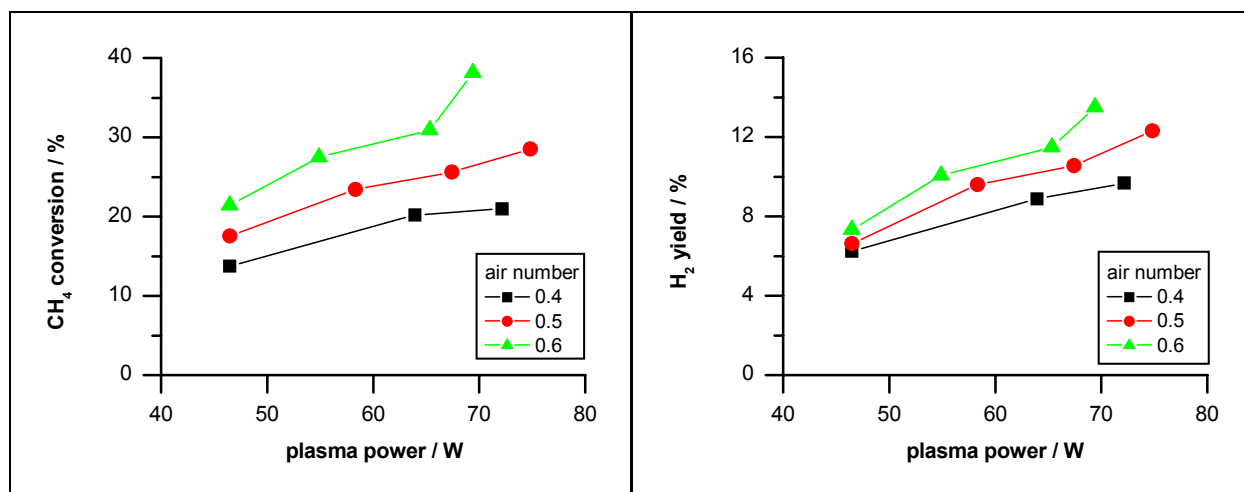 40
30
20
10
0
CH₄ conversion / %
40 50 60 70 80
plasma power / W
air number
0.4
0.5
0.6
16
12
8
4
0
H₂ yield / %
40 50 60 70 80
plasma power / W
air number
0.4
0.5
0.6